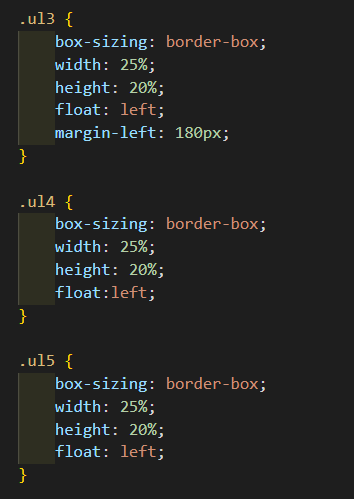 .ul3 {
box-sizing: border-box;
width: 25%;
height: 20%;
float: left;
margin-left: 180px;
}
.ul4 {
box-sizing: border-box;
width: 25%;
height: 20%;
float:left;
}
.ul5 {
box-sizing: border-box;
width: 25%;
height: 20%;
float: left;
}